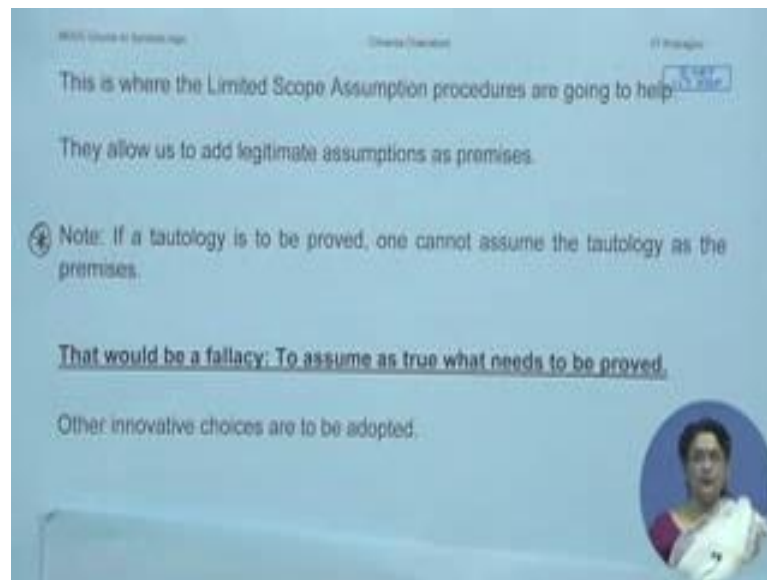 This is where the Limited Scope Assumption procedures are going to help.
They allow us to add legitimate assumptions as premises.
Note: If a tautology is to be proved, one cannot assume the tautology as the
premises.
That would be a fallacy: To assume as true what needs to be proved.
Other innovative choices are to be adopted.